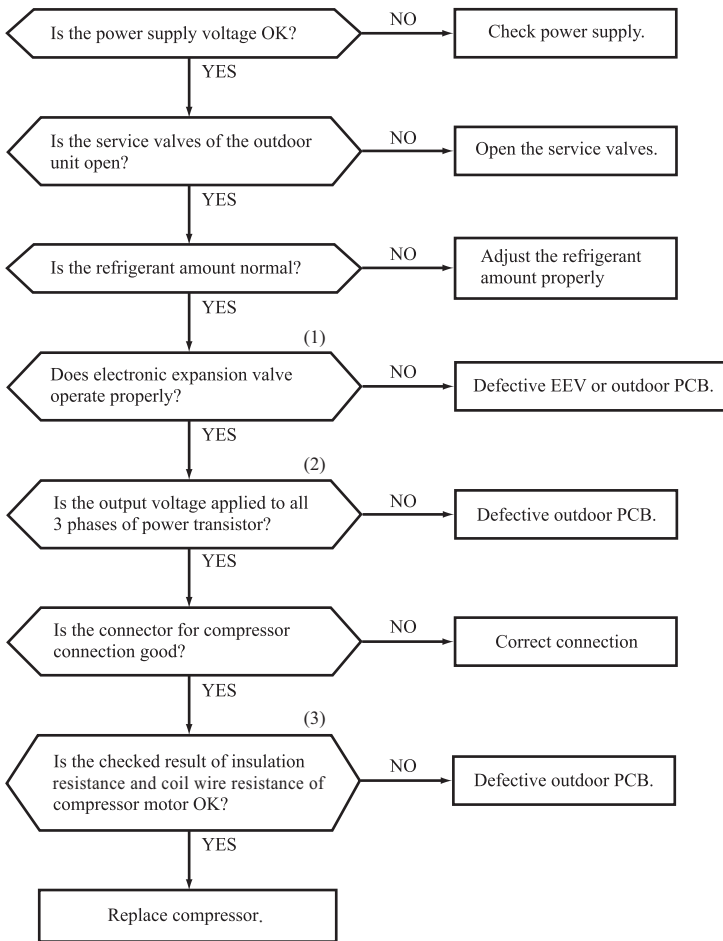 Is the power supply voltage OK?
NO
Check power supply.
YES
Is the service valves of the outdoor
unit open?
NO
Open the service valves.
YES
Is the refrigerant amount normal?
NO
Adjust the refrigerant
amount properly
YES
(1)
Does electronic expansion valve
operate properly?
NO
Defective EEV or outdoor PCB.
YES
(2)
Is the output voltage applied to all
3 phases of power transistor?
NO
Defective outdoor PCB.
YES
Is the connector for compressor
connection good?
NO
Correct connection
YES
(3)
Is the checked result of insulation
resistance and coil wire resistance of
compressor motor OK?
NO
Defective outdoor PCB.
YES
Replace compressor.